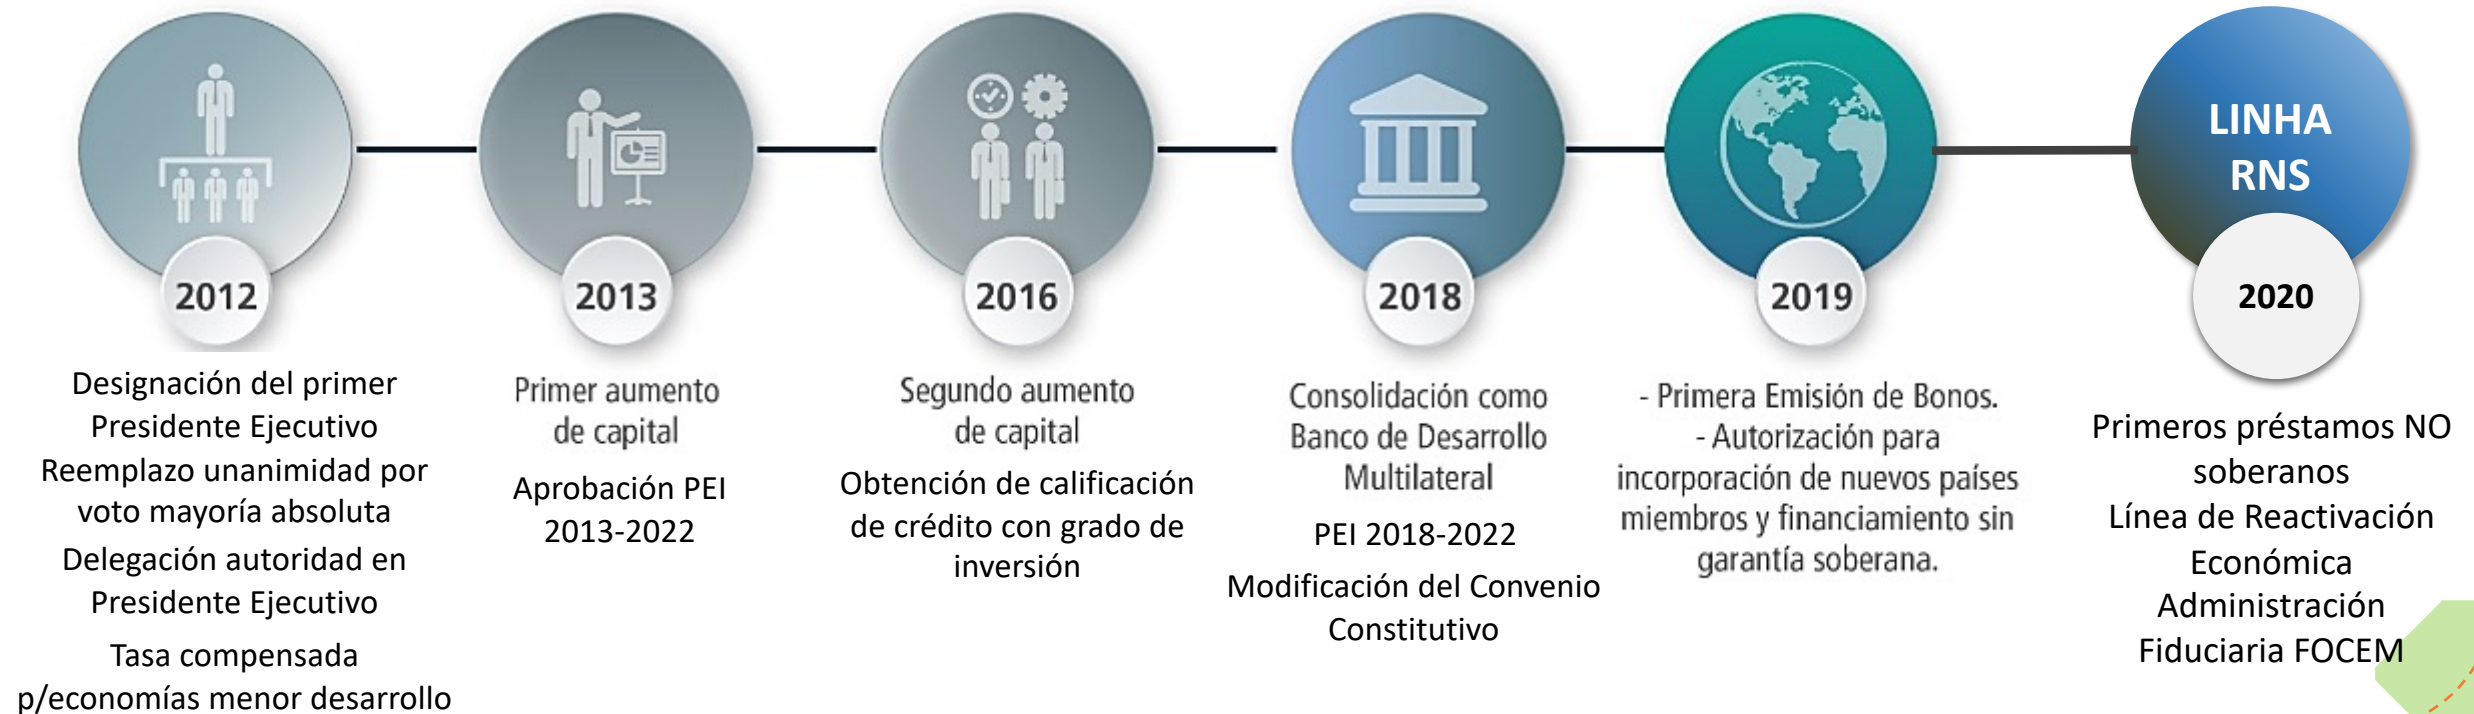 2012
Designación del primer
Presidente Ejecutivo
Reemplazo unanimidad por
voto mayoría absoluta
Delegación autoridad en
Presidente Ejecutivo
Tasa compensada
p/economías menor desarrollo
2013
Primer aumento
de capital
Aprobación PEI
2013-2022
2016
Segundo aumento
de capital
Obtención de calificación
de crédito con grado de
inversión
2018
Consolidación como
Banco de Desarrollo
Multilateral
PEI 2018-2022
Modificación del Convenio
Constitutivo
2019
- Primera Emisión de Bonos.
- Autorización para
incorporación de nuevos países
miembros y financiamiento sin
garantía soberana.
LINHA
RNS
2020
Primeros préstamos NO
soberanos
Línea de Reactivación
Económica
Administración
Fiduciaria FOCEM